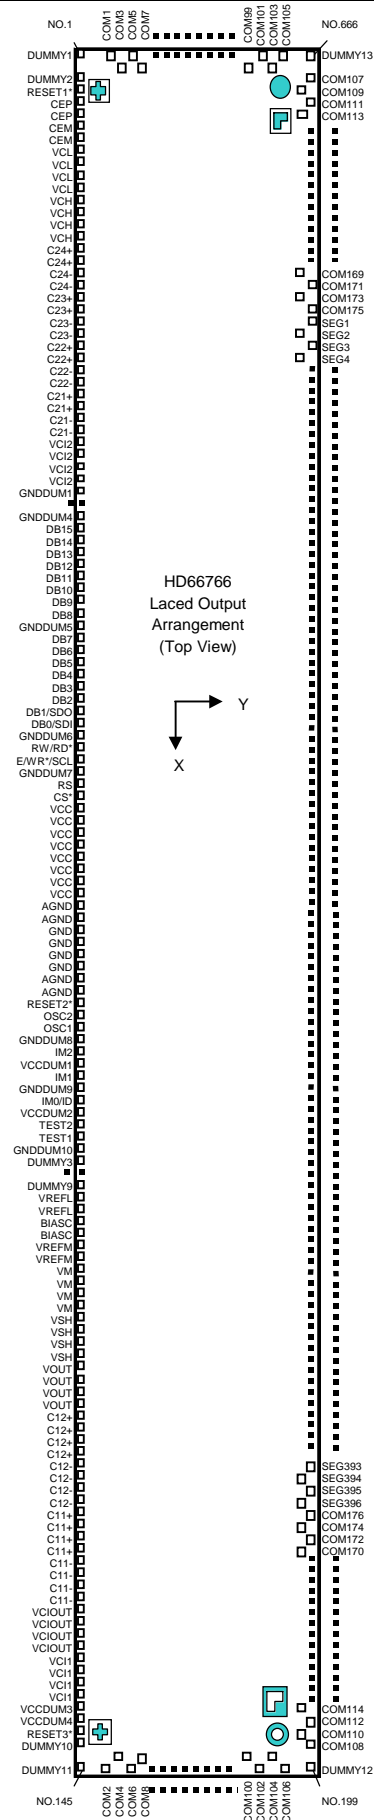 NO.1
COM1
COM3
COM5
COM7
COM99
COM101
COM103
COM105
NO.666
DUMMY1
DUMMY13
DUMMY2
RESET1*
CEP
CEP
CEM
CEM
VCL
VCL
VCL
VCL
VCH
VCH
VCH
VCH
C24+
C24+
C24-
C24-
C23+
C23+
C23-
C23-
C22+
C22+
C22-
C22-
C21+
C21+
C21-
C21-
VCI2
VCI2
VCI2
VCI2
GNDDUM1
GNDDUM4
DB15
DB14
DB13
DB12
DB11
DB10
DB9
DB8
GNDDUM5
DB7
DB6
DB5
DB4
DB3
DB2
DB1/SDO
DB0/SDI
GNDDUM6
RW/RD*
E/WR*/SCL
GNDDUM7
RS
CS*
VCC
VCC
VCC
VCC
VCC
VCC
VCC
VCC
AGND
AGND
GND
GND
GND
GND
AGND
AGND
RESET2*
OSC2
OSC1
GNDDUM8
IM2
VCCDUM1
IM1
GNDDUM9
IM0/ID
VCCDUM2
TEST2
TEST1
GNDDUM10
DUMMY3
DUMMY9
VREFL
VREFL
BIASC
BIASC
VREFM
VREFM
VM
VM
VM
VM
VSH
VSH
VSH
VSH
VOUT
VOUT
VOUT
VOUT
C12+
C12+
C12+
C12+
C12-
C12-
C12-
C12-
C11+
C11+
C11+
C11+
C11-
C11-
C11-
C11-
VCIOUT
VCIOUT
VCIOUT
VCIOUT
VCI1
VCI1
VCI1
VCI1
VCCDUM3
VCCDUM4
RESET3*
DUMMY10
DUMMY11
HD66766
Laced Output
Arrangement
(Top View)
Y
X
COM107
COM109
COM111
COM113
COM169
COM171
COM173
COM175
SEG1
SEG2
SEG3
SEG4
SEG393
SEG394
SEG395
SEG396
COM176
COM174
COM172
COM170
COM114
COM112
COM110
COM108
DUMMY12
NO.145
COM2
COM4
COM6
COM8
COM100
COM102
COM104
COM106
NO.199